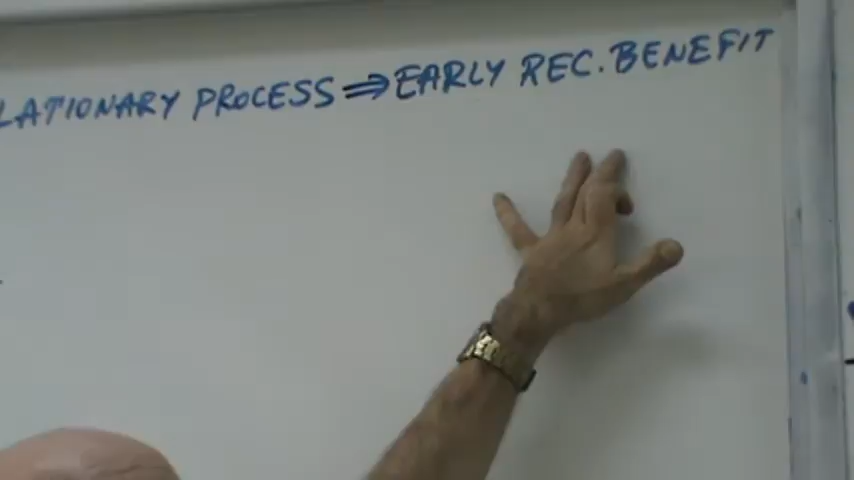 LATIONARY PROCESS ⇒ EARLY REC. BENEFIT